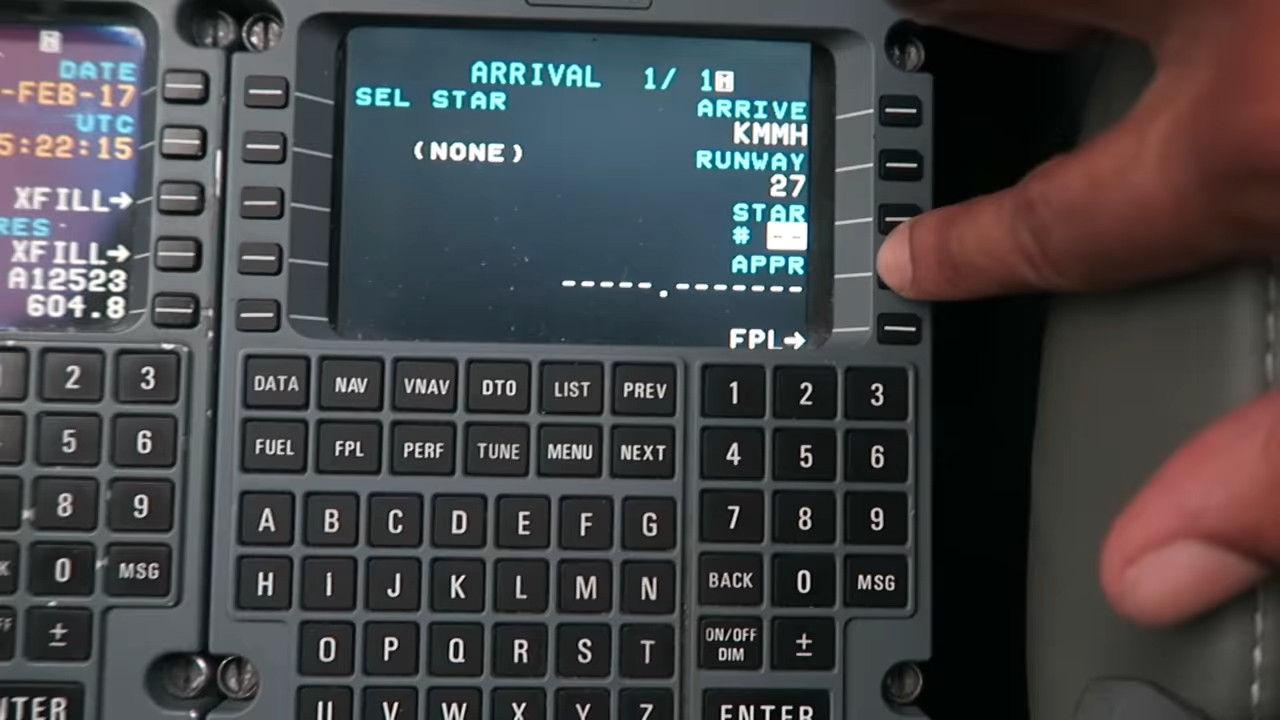 DATE
-FEB-17
UTC
5:22:15
XFILL→
RES
XFILL→
A12523
604.8
ARRIVAL 1/ 1M
SEL STAR
ARRIVE
KMMH
(NONE)
RUNWAY
27
STAR
# --
APPR
-----.-------
FPL→
2 3
5 6
8 9
K 0 MSG
FF ±
NTER
DATA NAV VNAV DTO LIST PREV
FUEL FPL PERF TUNE MENU NEXT
A B C D E F G
H I J K L M N
O P Q R S T
U V W X Y Z
1 2 3
4 5 6
7 8 9
BACK 0 MSG
ON/OFF DIM ±
ENTER